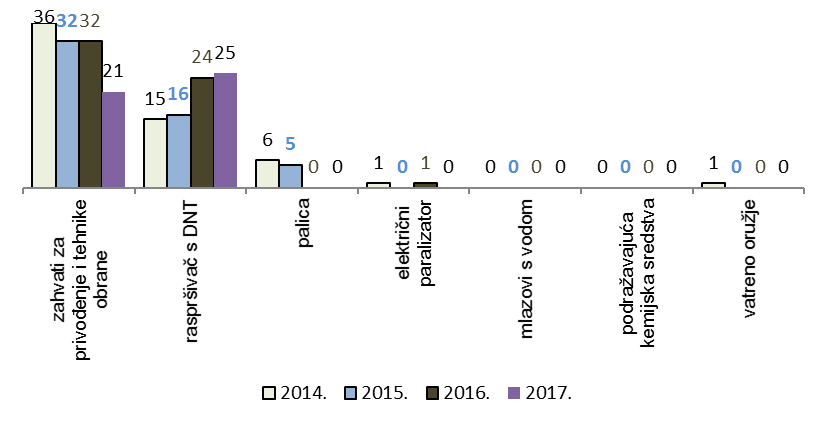 36 32 32 21
15 16 24 25
6 5 0 0
1 0 1 0
0 0 0 0
0 0 0 0
1 0 0 0
zahvati za
privođenje i tehnike
obrane
raspršivač s DNT
palica
električni
paralizator
mlazovi s vodom
podražavajuća
kemijska sredstva
vatreno oružje
2014. 2015. 2016. 2017.